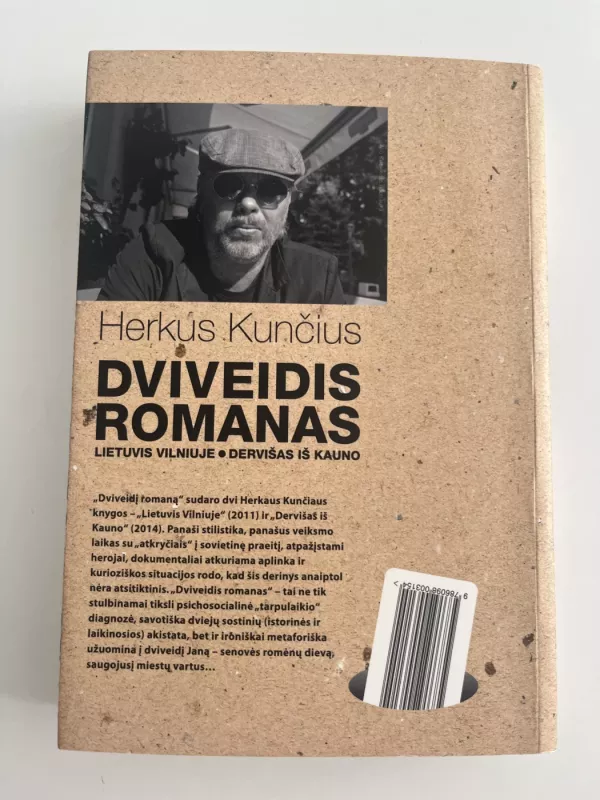 Herkus Kunčius
DVIVEIDIS
ROMANAS
LIETUVIS VILNIUJE ● DERVIŠAS IŠ KAUNO
„Dviveidį romaną“ sudaro dvi Herkaus Kunčiaus
knygos – „Lietuvis Vilniuje“ (2011) ir „Dervišas iš
Kauno“ (2014). Panaši stilistika, panašus veiksmo
laikas su „atkryčiais“ į sovietinę praeitį, atpažįstami
herojai, dokumentaliai atkuriama aplinka ir
kurioziškos situacijos rodo, kad šis derinys anaiptol
nėra atsitiktinis. „Dviveidis romanas“ – tai ne tik
stulbinamai tiksli psichosocialinė „tarpulaikio“
diagnozė, savotiška dviejų sostinių (istorinės ir
laikinosios) akistata, bet ir ironiškai metaforiška
užuomina į dviveidį Janą – senovės romėnų dievą,
saugojusį miestų vartus...
9 786098 003154 >